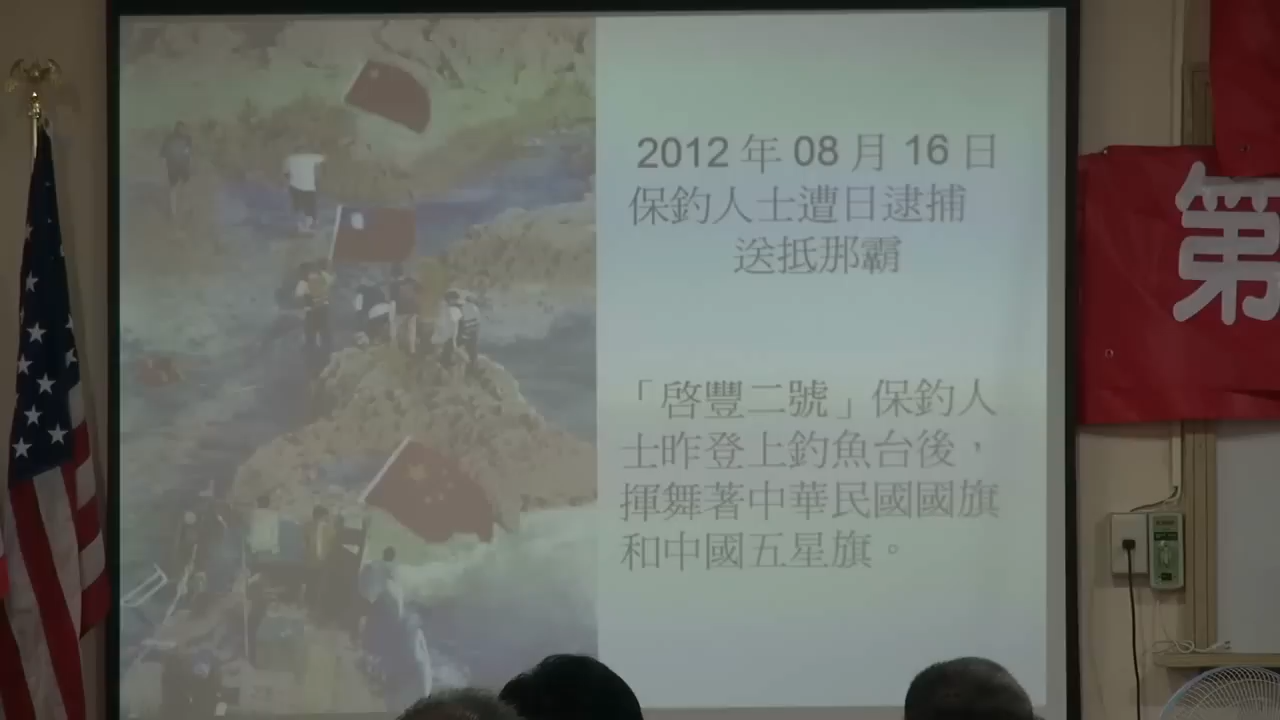 2012 年 08 月 16 日
保釣人士遭日逮捕
送抵那霸
「啓豐二號」保釣人
士昨登上釣魚台後，
揮舞著中華民國國旗
和中國五星旗。
第